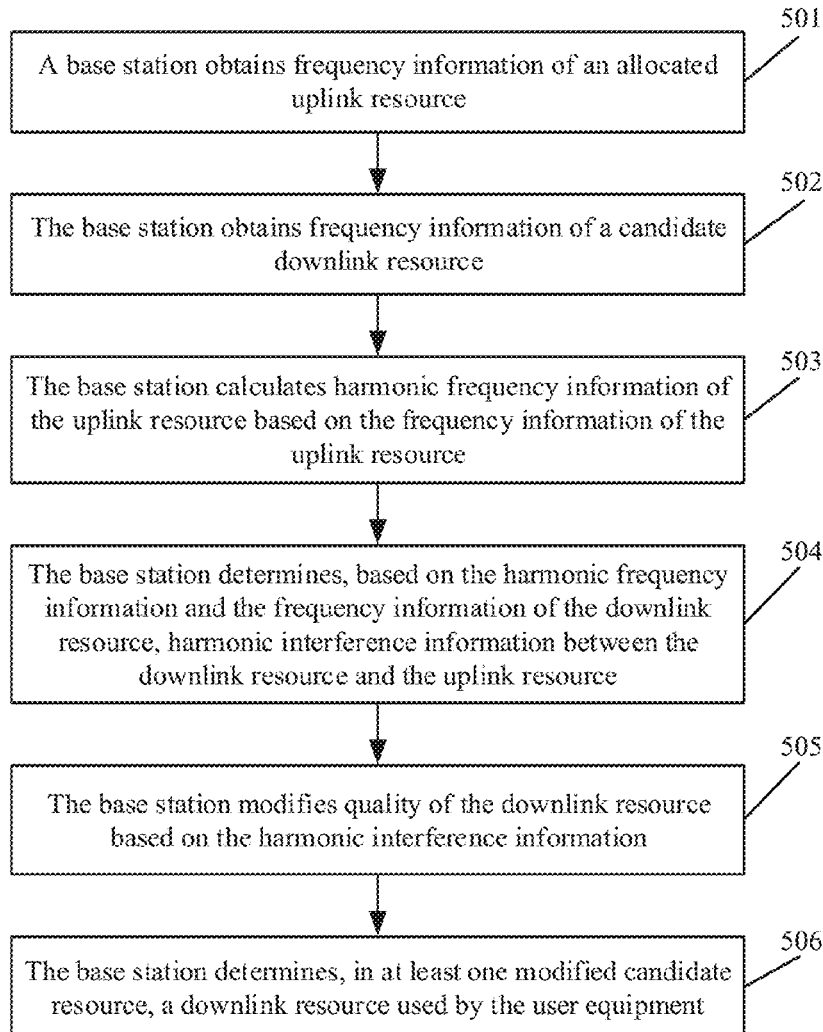 501
A base station obtains frequency information of an allocated
uplink resource
502
The base station obtains frequency information of a candidate
downlink resource
503
The base station calculates harmonic frequency information of
the uplink resource based on the frequency information of the
uplink resource
504
The base station determines, based on the harmonic frequency
information and the frequency information of the downlink
resource, harmonic interference information between the
downlink resource and the uplink resource
505
The base station modifies quality of the downlink resource
based on the harmonic interference information
506
The base station determines, in at least one modified candidate
resource, a downlink resource used by the user equipment